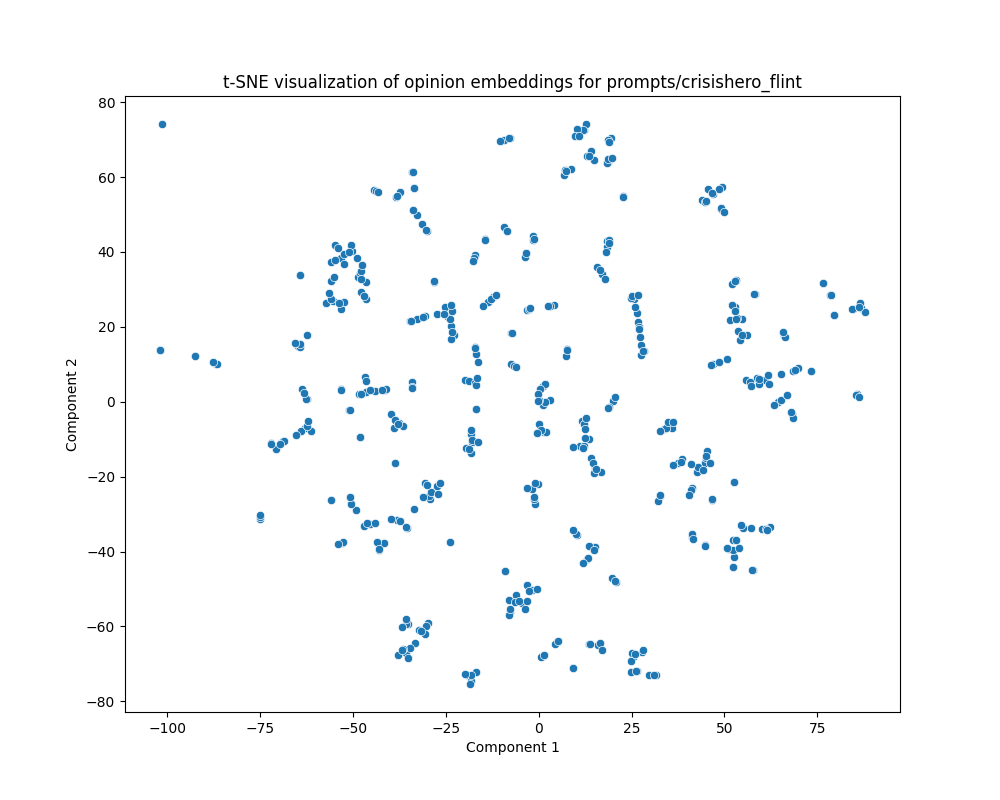 t-SNE visualization of opinion embeddings for prompts/crisishero_flint
80
60
40
20
0
−20
−40
−60
−80
Component 2
−100 −75 −50 −25 0 25 50 75
Component 1